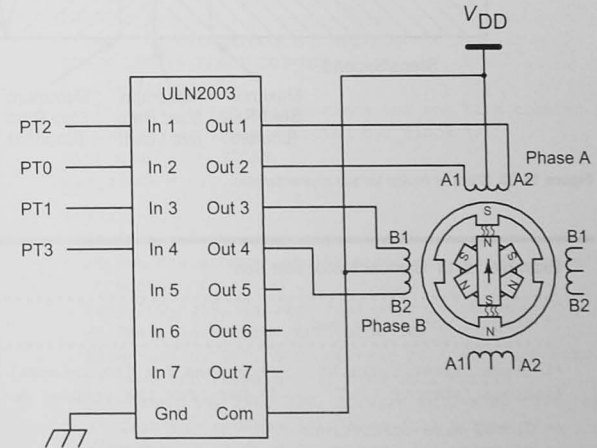 VDD
ULN2003
PT2 In 1 Out 1
PT0 In 2 Out 2
PT1 In 3 Out 3
PT3 In 4 Out 4
In 5 Out 5
In 6 Out 6
In 7 Out 7
Gnd Com
Phase A
A1 A2
B1
B2
Phase B
S
N
S S
N N
S
N
B1
B2
A1 A2